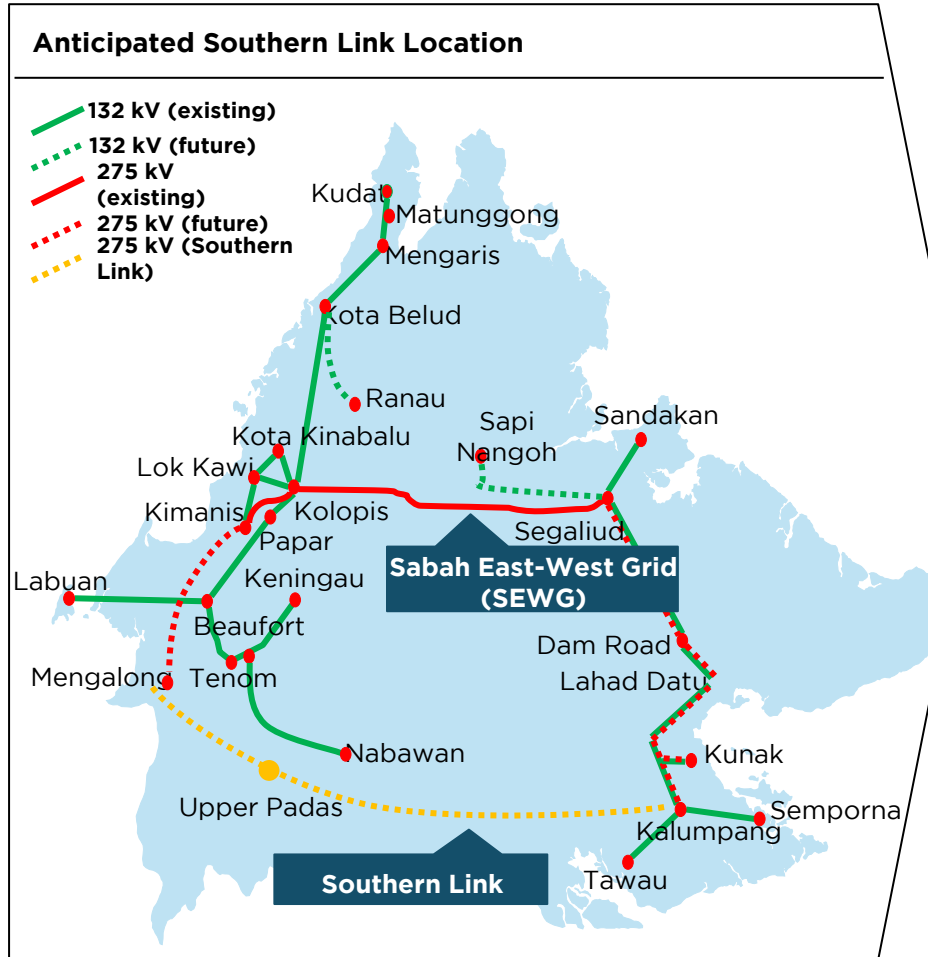 Anticipated Southern Link Location
132 kV (existing)
132 kV (future)
275 kV
(existing)
275 kV (future)
275 kV (Southern
Link)
Kudat
Matunggong
Mengaris
Kota Belud
Ranau
Sapi
Nangoh
Sandakan
Kota Kinabalu
Lok Kawi
Kimanis
Kolopis
Papar
Segaliud
Sabah East-West Grid
(SEWG)
Labuan
Keningau
Beaufort
Dam Road
Mengalong
Tenom
Lahad Datu
Nabawan
Kunak
Upper Padas
Semporna
Kalumpang
Southern Link
Tawau